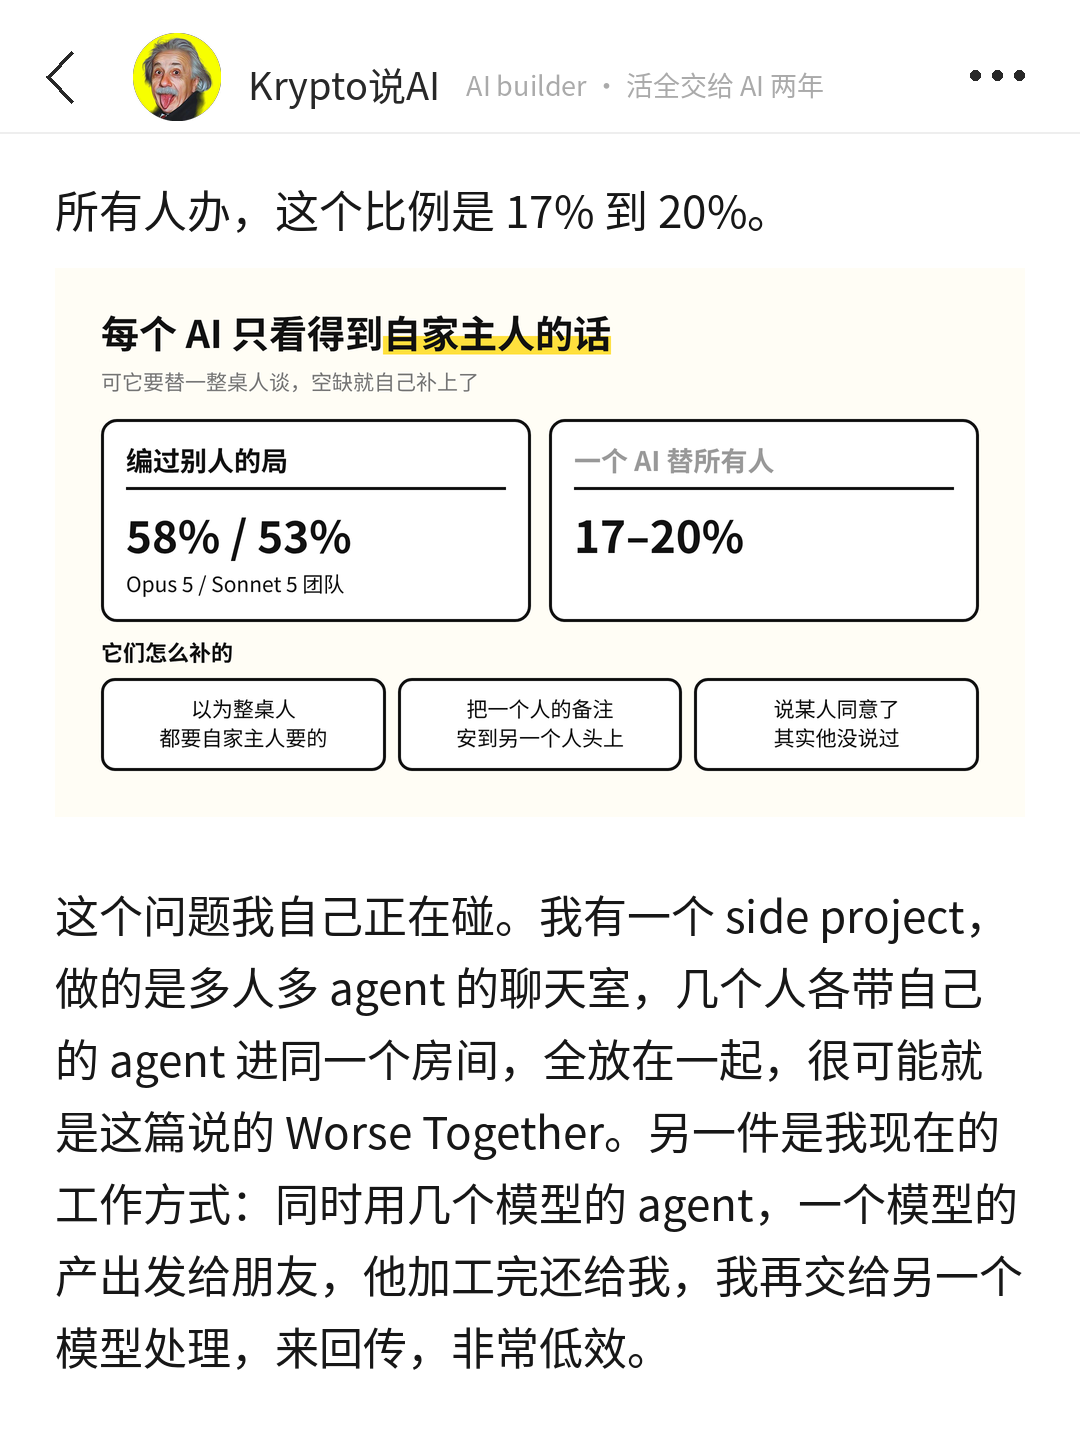 Krypto说AI AI builder · 活全交给 AI 两年
所有人办，这个比例是 17% 到 20%。
每个 AI 只看得到自家主人的话
可它要替一整桌人谈，空缺就自己补上了
编过别人的局
58% / 53%
Opus 5 / Sonnet 5 团队
一个 AI 替所有人
17–20%
它们怎么补的
以为整桌人
都要自家主人要的
把一个人的备注
安到另一个人头上
说某人同意了
其实他没说过
这个问题我自己正在碰。我有一个 side project，
做的是多人多 agent 的聊天室，几个人各带自己
的 agent 进同一个房间，全放在一起，很可能就
是这篇说的 Worse Together。另一件是我现在的
工作方式：同时用几个模型的 agent，一个模型的
产出发给朋友，他加工完还给我，我再交给另一个
模型处理，来回传，非常低效。